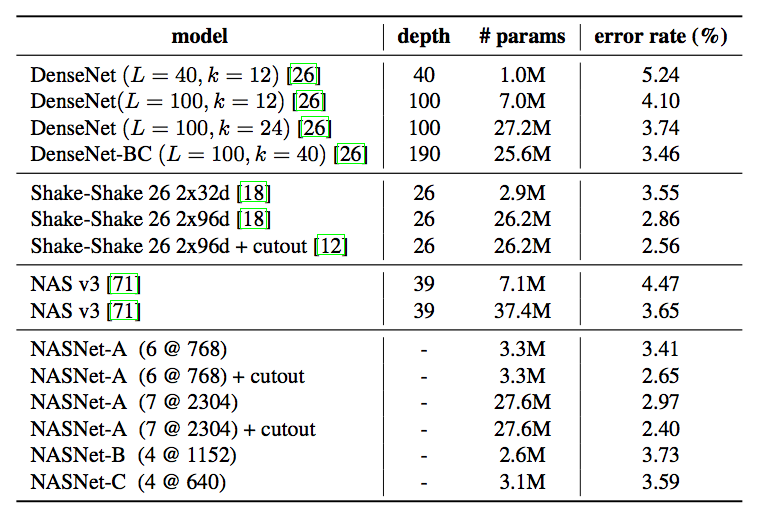 model depth # params error rate (%)
DenseNet (L = 40, k = 12) [26] 40 1.0M 5.24
DenseNet(L = 100, k = 12) [26] 100 7.0M 4.10
DenseNet (L = 100, k = 24) [26] 100 27.2M 3.74
DenseNet-BC (L = 100, k = 40) [26] 190 25.6M 3.46
Shake-Shake 26 2x32d [18] 26 2.9M 3.55
Shake-Shake 26 2x96d [18] 26 26.2M 2.86
Shake-Shake 26 2x96d + cutout [12] 26 26.2M 2.56
NAS v3 [71] 39 7.1M 4.47
NAS v3 [71] 39 37.4M 3.65
NASNet-A (6 @ 768) - 3.3M 3.41
NASNet-A (6 @ 768) + cutout - 3.3M 2.65
NASNet-A (7 @ 2304) - 27.6M 2.97
NASNet-A (7 @ 2304) + cutout - 27.6M 2.40
NASNet-B (4 @ 1152) - 2.6M 3.73
NASNet-C (4 @ 640) - 3.1M 3.59